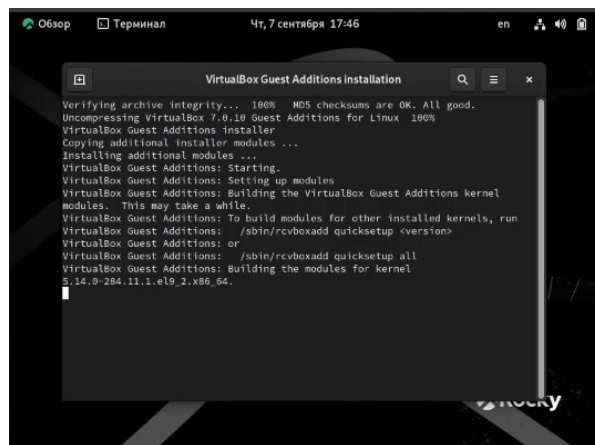 Обзор Терминал Чт, 7 сентября 17:46 en
VirtualBox Guest Additions installation
Verifying archive integrity... 100% MD5 checksums are OK. All good.
Uncompressing VirtualBox 7.0.10 Guest Additions for Linux 100%
VirtualBox Guest Additions installer
Copying additional installer modules ...
Installing additional modules ...
VirtualBox Guest Additions: Starting.
VirtualBox Guest Additions: Setting up modules
VirtualBox Guest Additions: Building the VirtualBox Guest Additions kernel
modules. This may take a while.
VirtualBox Guest Additions: To build modules for other installed kernels, run
VirtualBox Guest Additions: /sbin/rcvboxadd quicksetup <version>
VirtualBox Guest Additions: or
VirtualBox Guest Additions: /sbin/rcvboxadd quicksetup all
VirtualBox Guest Additions: Building the modules for kernel
5.14.0-284.11.1.el9_2.x86_64.
Rocky